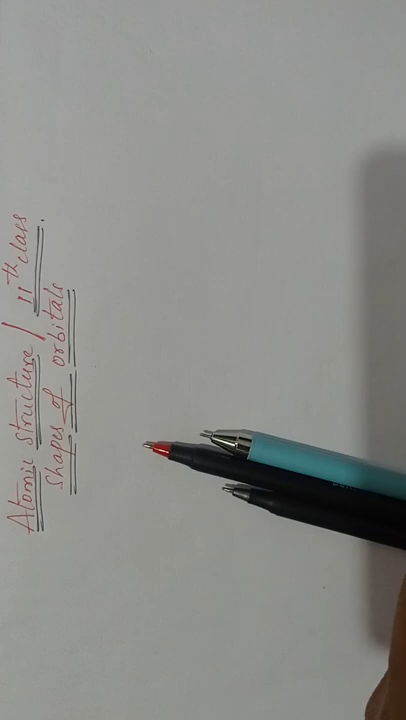 Atomic structure / 11th class.
shapes of orbitals